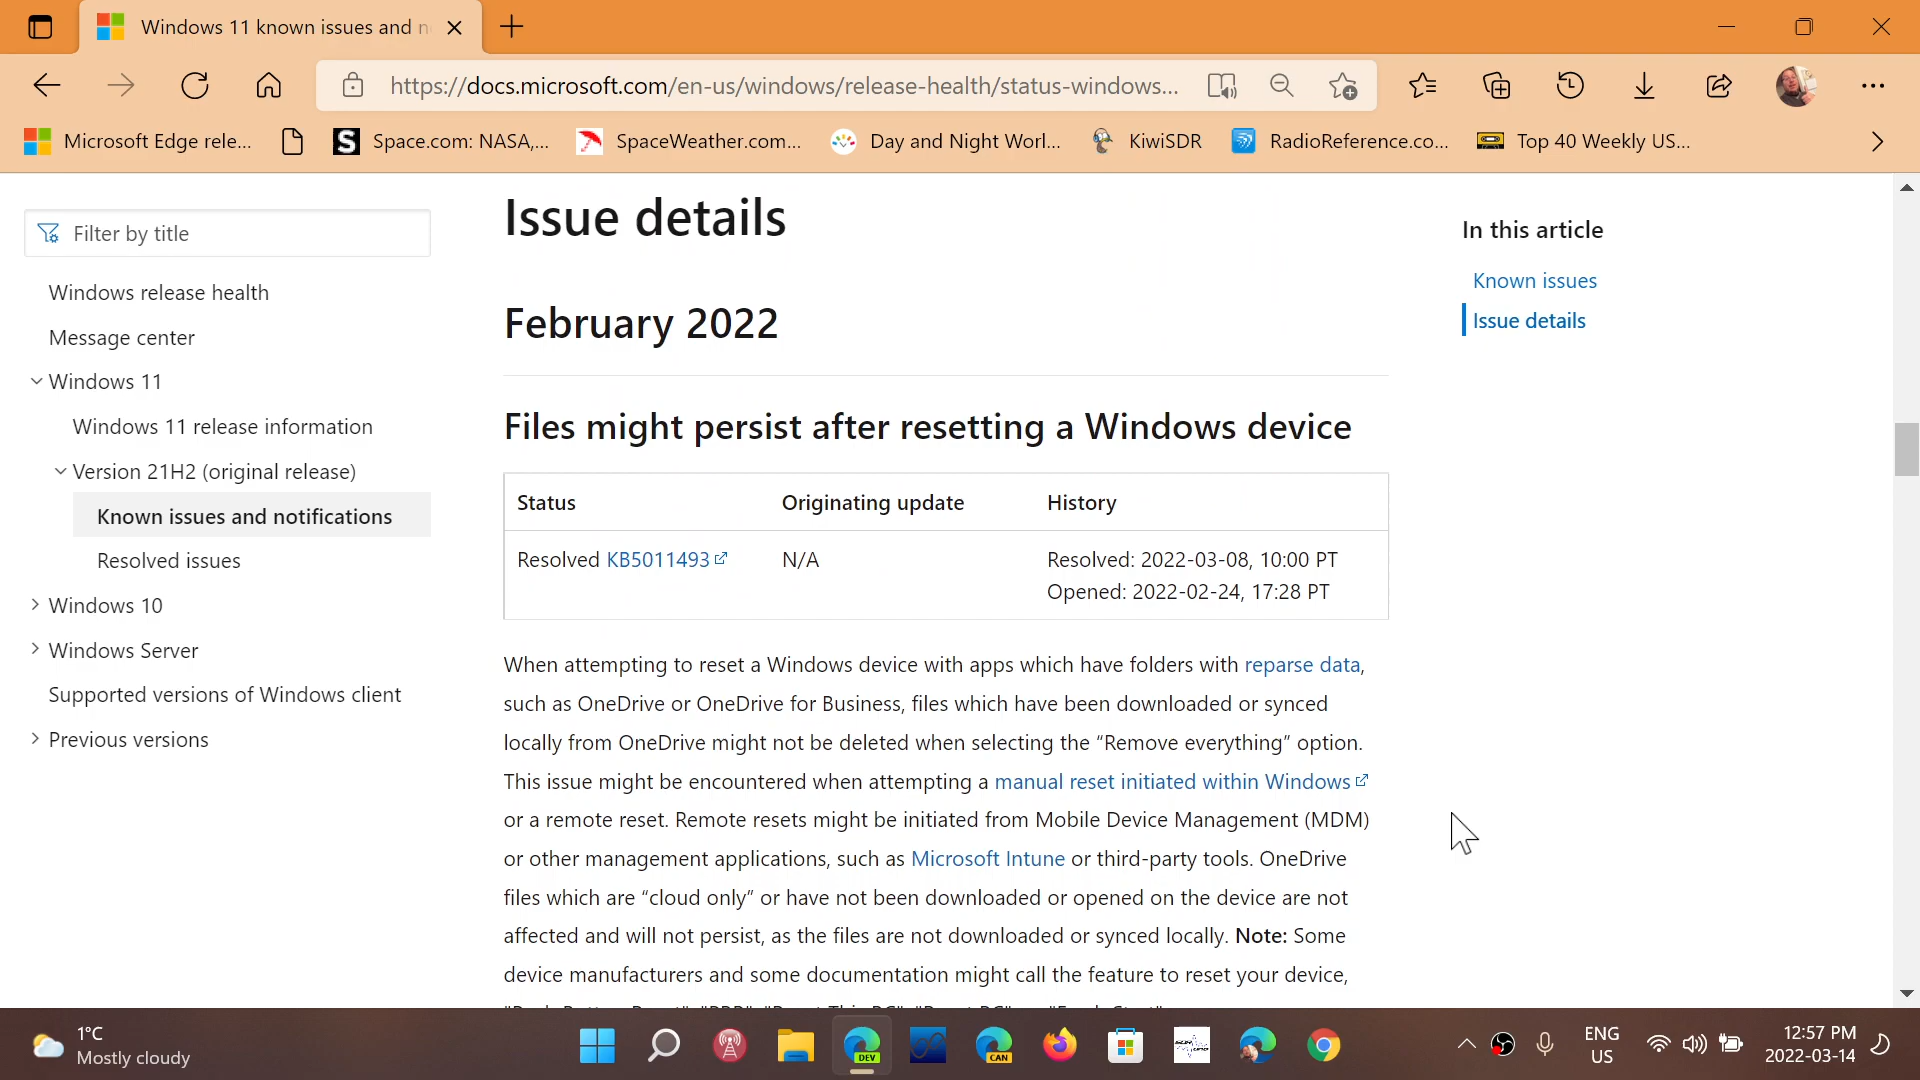 Windows 11 known issues and n
https://docs.microsoft.com/en-us/windows/release-health/status-windows...
Microsoft Edge rele...
Space.com: NASA,...
SpaceWeather.com...
Day and Night Worl...
KiwiSDR
RadioReference.co...
Top 40 Weekly US...
Filter by title
Windows release health
Message center
Windows 11
Windows 11 release information
Version 21H2 (original release)
Known issues and notifications
Resolved issues
Windows 10
Windows Server
Supported versions of Windows client
Previous versions
Issue details
February 2022
Files might persist after resetting a Windows device
Status Originating update History
Resolved KB5011493 N/A Resolved: 2022-03-08, 10:00 PT
Opened: 2022-02-24, 17:28 PT
When attempting to reset a Windows device with apps which have folders with reparse data,
such as OneDrive or OneDrive for Business, files which have been downloaded or synced
locally from OneDrive might not be deleted when selecting the “Remove everything” option.
This issue might be encountered when attempting a manual reset initiated within Windows
or a remote reset. Remote resets might be initiated from Mobile Device Management (MDM)
or other management applications, such as Microsoft Intune or third-party tools. OneDrive
files which are “cloud only” or have not been downloaded or opened on the device are not
affected and will not persist, as the files are not downloaded or synced locally. Note: Some
device manufacturers and some documentation might call the feature to reset your device,
In this article
Known issues
Issue details
1°C
Mostly cloudy
DEV
CAN
ENG
US
12:57 PM
2022-03-14